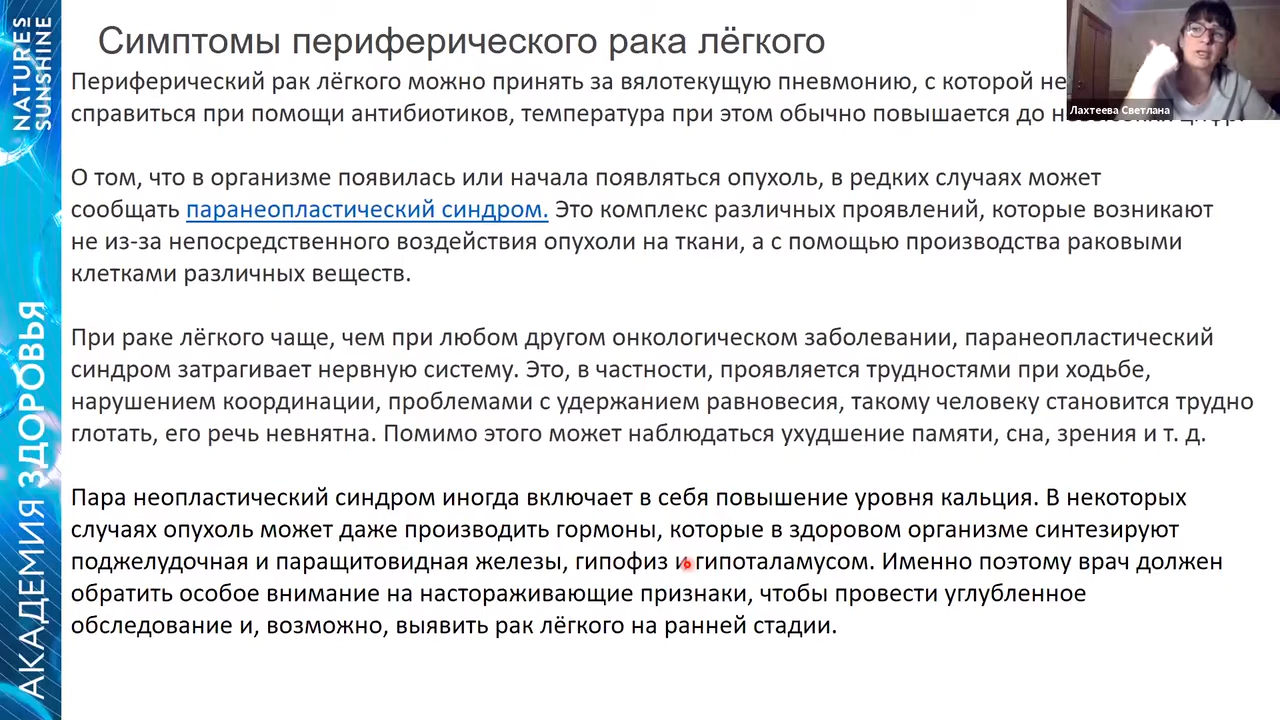 NATURE'S
SUNSHINE
АКАДЕМИЯ ЗДОРОВЬЯ
Симптомы периферического рака лёгкого
Периферический рак лёгкого можно принять за вялотекущую пневмонию, с которой не
справиться при помощи антибиотиков, температура при этом обычно повышается до
О том, что в организме появилась или начала появляться опухоль, в редких случаях может
сообщать паранеопластический синдром. Это комплекс различных проявлений, которые возникают
не из-за непосредственного воздействия опухоли на ткани, а с помощью производства раковыми
клетками различных веществ.
При раке лёгкого чаще, чем при любом другом онкологическом заболевании, паранеопластический
синдром затрагивает нервную систему. Это, в частности, проявляется трудностями при ходьбе,
нарушением координации, проблемами с удержанием равновесия, такому человеку становится трудно
глотать, его речь невнятна. Помимо этого может наблюдаться ухудшение памяти, сна, зрения и т. д.
Пара неопластический синдром иногда включает в себя повышение уровня кальция. В некоторых
случаях опухоль может даже производить гормоны, которые в здоровом организме синтезируют
поджелудочная и паращитовидная железы, гипофиз и гипоталамусом. Именно поэтому врач должен
обратить особое внимание на настораживающие признаки, чтобы провести углубленное
обследование и, возможно, выявить рак лёгкого на ранней стадии.
Лахтеева Светлана